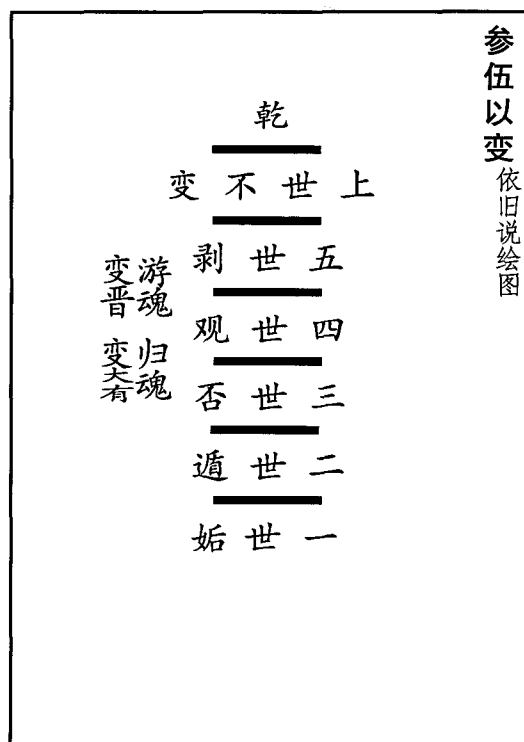 参伍以变
依旧说绘图
乾
上世不变
五世剥
四世观
三世否
二世遁
一世姤
游魂
变晋
归魂
变大有